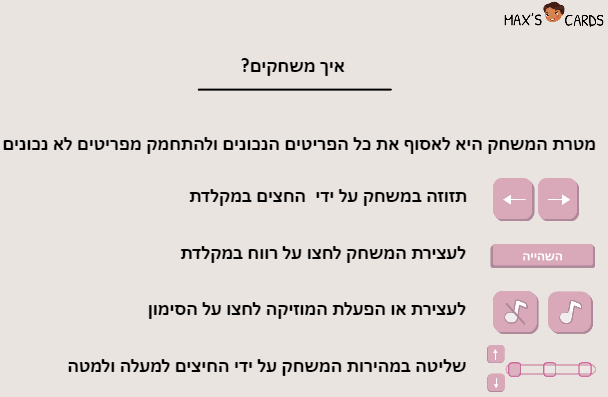 MAX'S CARDS
איך משחקים?
מטרת המשחק היא לאסוף את כל הפריטים הנכונים ולהתחמק מפריטים לא נכונים
תזוזה במשחק על ידי החצים במקלדת
השהייה
לעצירת המשחק לחצו על רווח במקלדת
לעצירת או הפעלת המוזיקה לחצו על הסימון
שליטה במהירות המשחק על ידי החיצים למעלה ולמטה